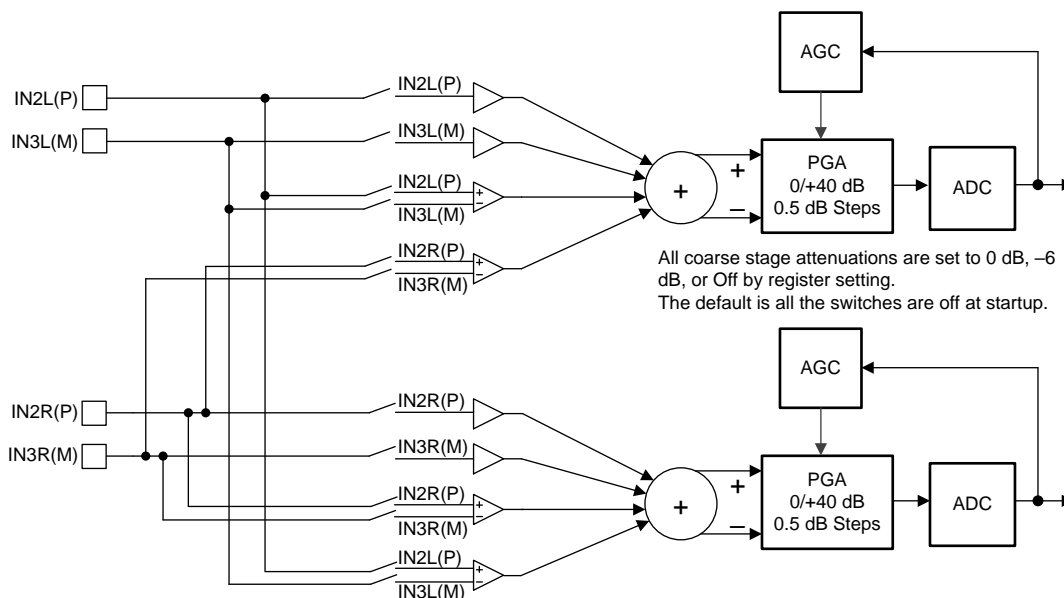 AGC
IN2L(P)
IN2L(P)
IN3L(M)
IN3L(M)
+
−
+
PGA
0/+40 dB
0.5 dB Steps
ADC
IN2L(P)
+
−
IN3L(M)
IN2R(P)
+
−
IN3R(M)
All coarse stage attenuations are set to 0 dB, –6
dB, or Off by register setting.
The default is all the switches are off at startup.
AGC
IN2R(P)
IN2R(P)
IN3R(M)
IN3R(M)
+
−
+
PGA
0/+40 dB
0.5 dB Steps
ADC
IN2R(P)
+
−
IN3R(M)
IN2L(P)
+
−
IN3L(M)